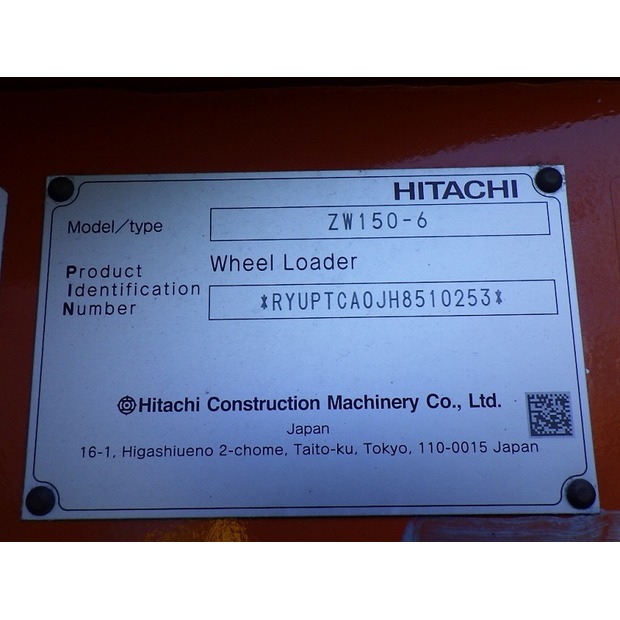 HITACHI
Model/type ZW150-6
Wheel Loader
Product
Identification
Number
*RYUPTCA0JH8510253*
Hitachi Construction Machinery Co., Ltd.
Japan
16-1, Higashiueno 2-chome, Taito-ku, Tokyo, 110-0015 Japan